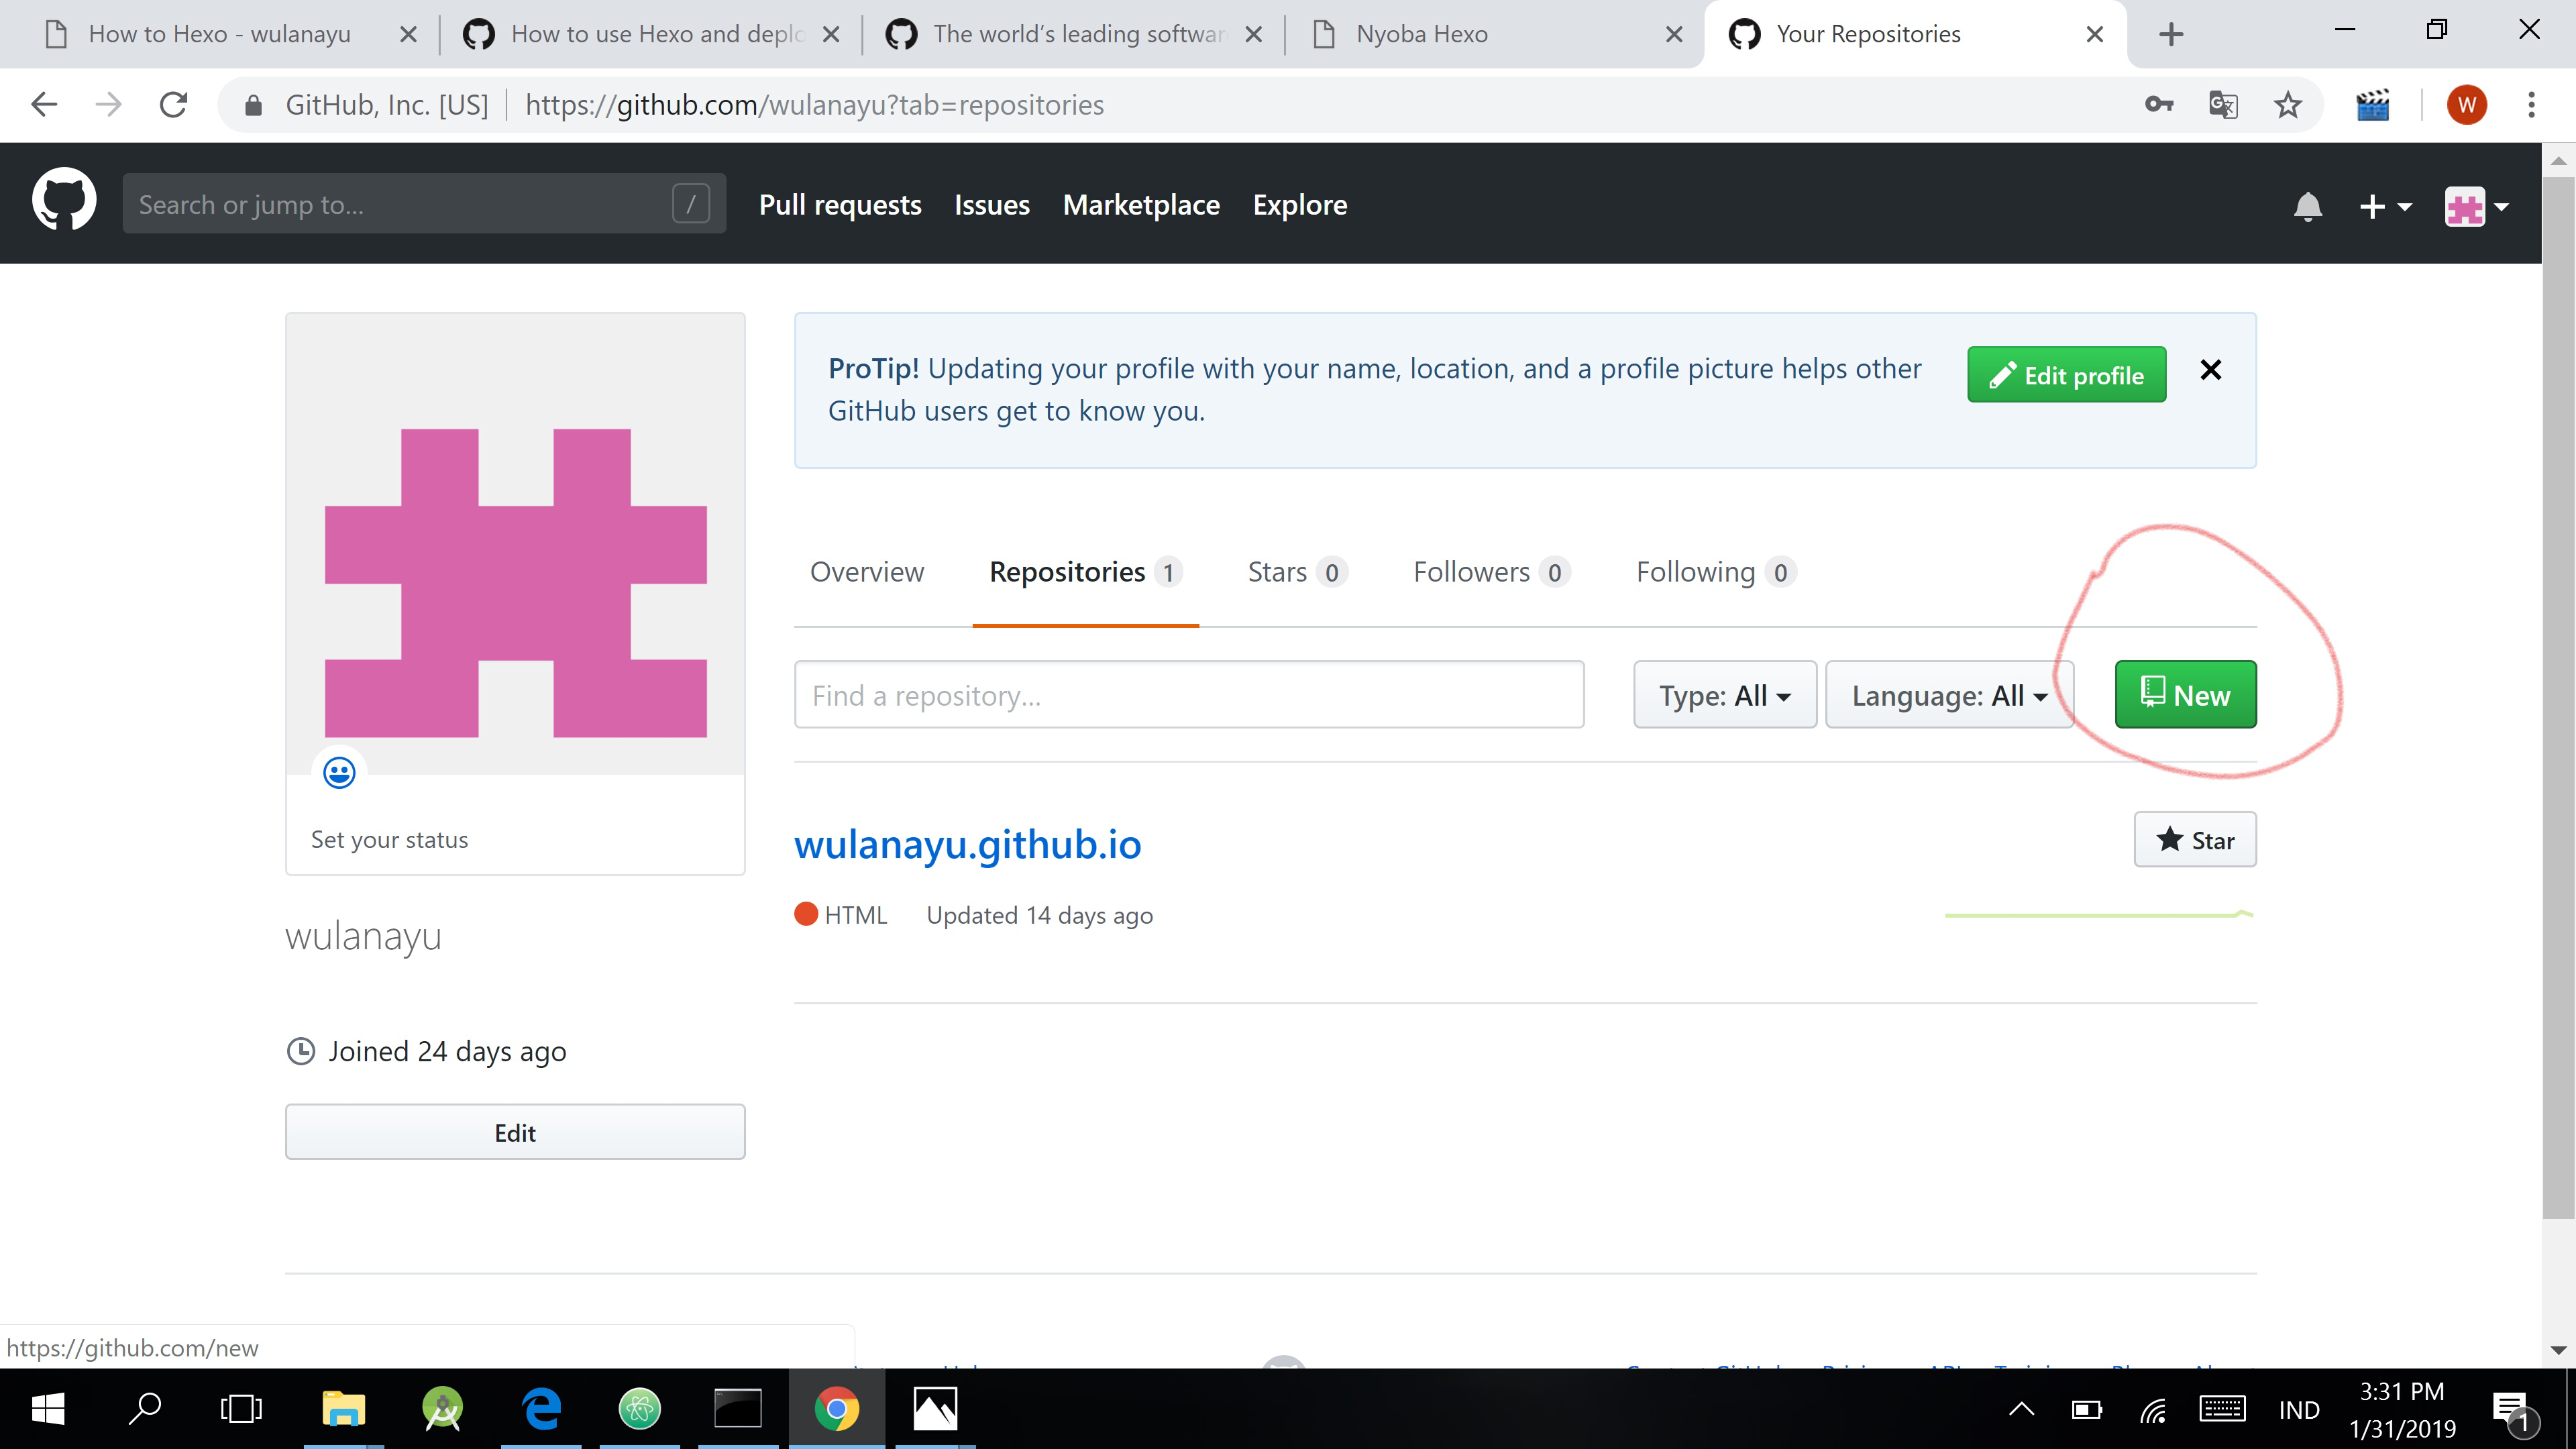 How to Hexo - wulanayu
How to use Hexo and deplo
The world's leading softwar
Nyoba Hexo
Your Repositories
GitHub, Inc. [US]
https://github.com/wulanayu?tab=repositories
W
Search or jump to...
/
Pull requests
Issues
Marketplace
Explore
ProTip! Updating your profile with your name, location, and a profile picture helps other
GitHub users get to know you.
Edit profile
Overview
Repositories 1
Stars 0
Followers 0
Following 0
Find a repository...
Type: All
Language: All
New
Set your status
wulanayu.github.io
Star
HTML
Updated 14 days ago
wulanayu
Joined 24 days ago
Edit
https://github.com/new
IND
3:31 PM
1/31/2019
1